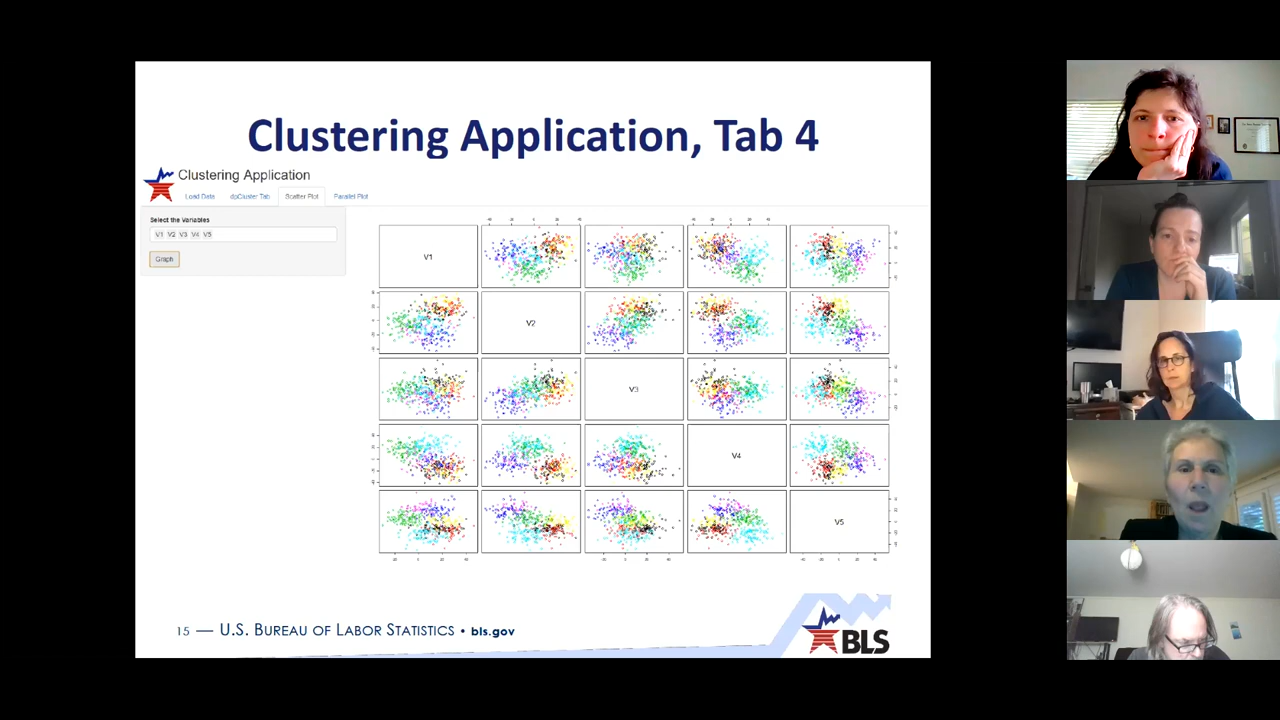 Clustering Application, Tab 4
Clustering Application
Load Data dpCluster Tab Scatter Plot Parallel Plot
Select the Variables
V1 V2 V3 V4 V5
Graph
V1
V2
V3
V4
V5
15 — U.S. BUREAU OF LABOR STATISTICS • bls.gov
BLS